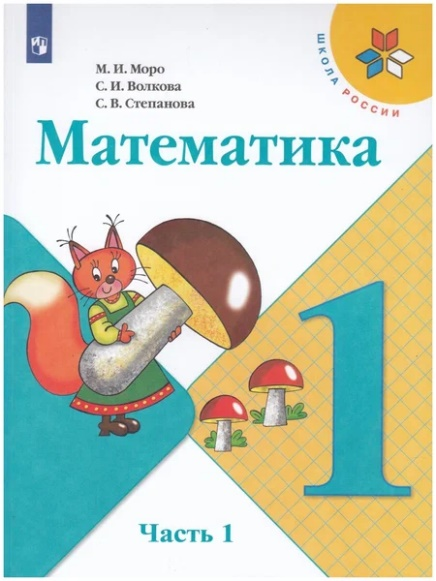 М. И. Моро
С. И. Волкова
С. В. Степанова
ШКОЛА РОССИИ
Математика
1
Часть 1